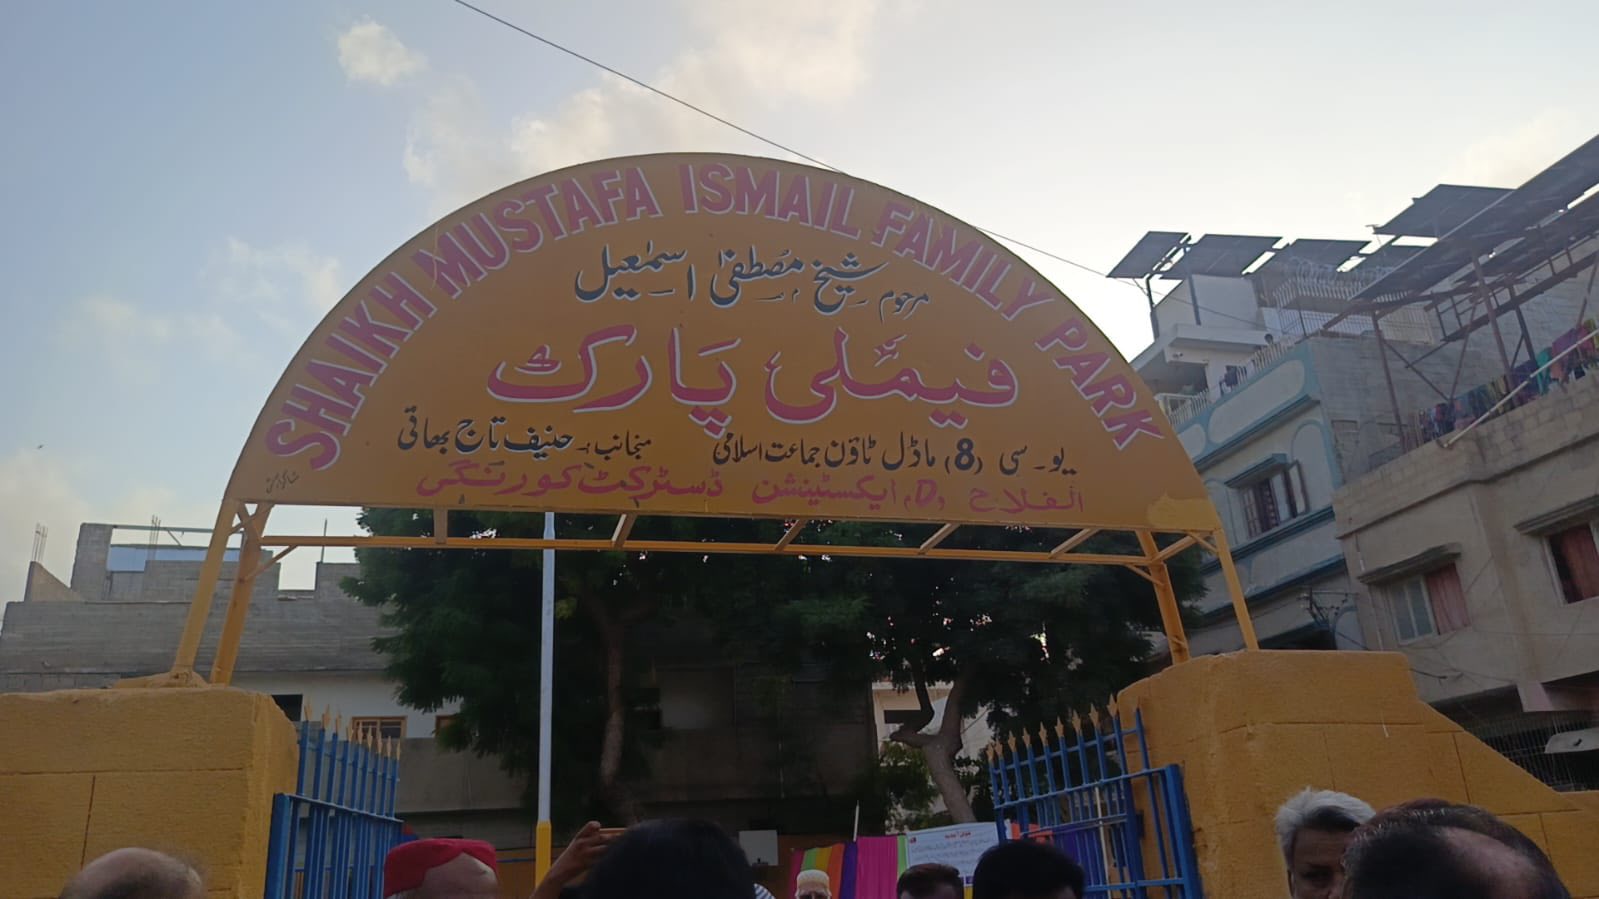 SHAIKH MUSTAFA ISMAIL FAMILY PARK
مرحوم شیخ مصطفیٰ اسمٰعیل
فیملی پارک
یو۔سی (8) ماڈل ٹاؤن جماعت اسلامی منجانب:۔ حنیف تاج بھائی
الفلاح (D) ایکسٹینشن ڈسٹرکٹ کورنگی